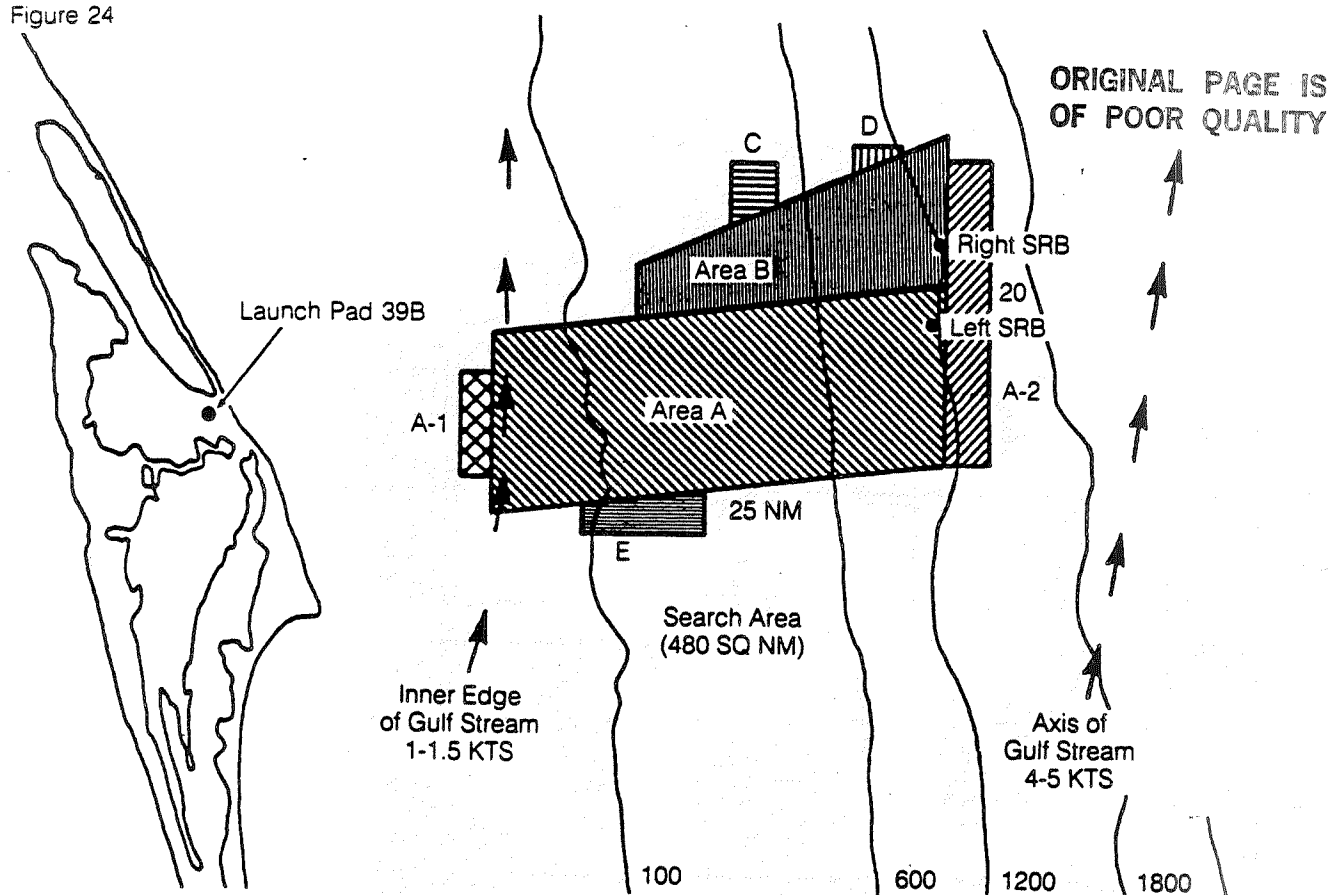 Figure 24
ORIGINAL PAGE IS
OF POOR QUALITY
C
D
Right SRB
Area B
20
Launch Pad 39B
Left SRB
A-1
Area A
A-2
25 NM
E
Search Area
(480 SQ NM)
Inner Edge
of Gulf Stream
1-1.5 KTS
Axis of
Gulf Stream
4-5 KTS
100
600
1200
1800